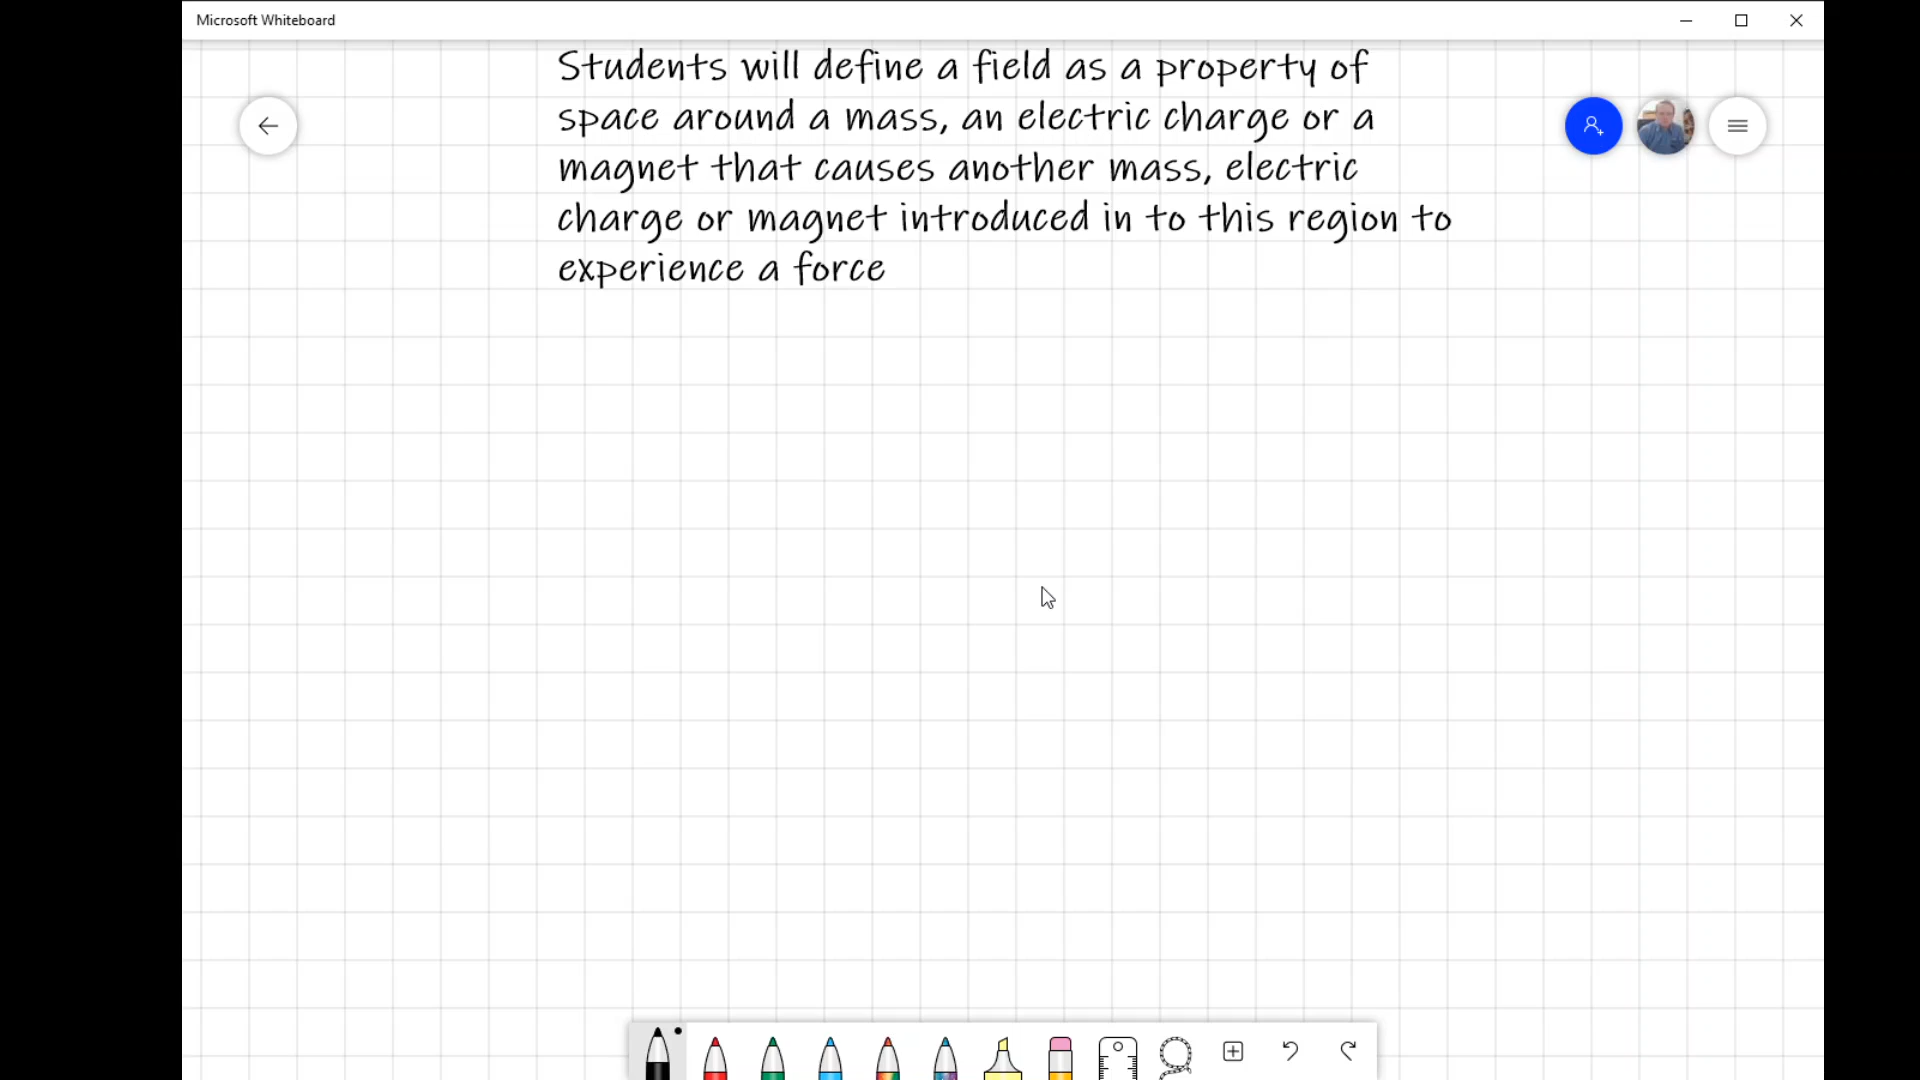 Microsoft Whiteboard
Students will define a field as a property of
space around a mass, an electric charge or a
magnet that causes another mass, electric
charge or magnet introduced in to this region to
experience a force